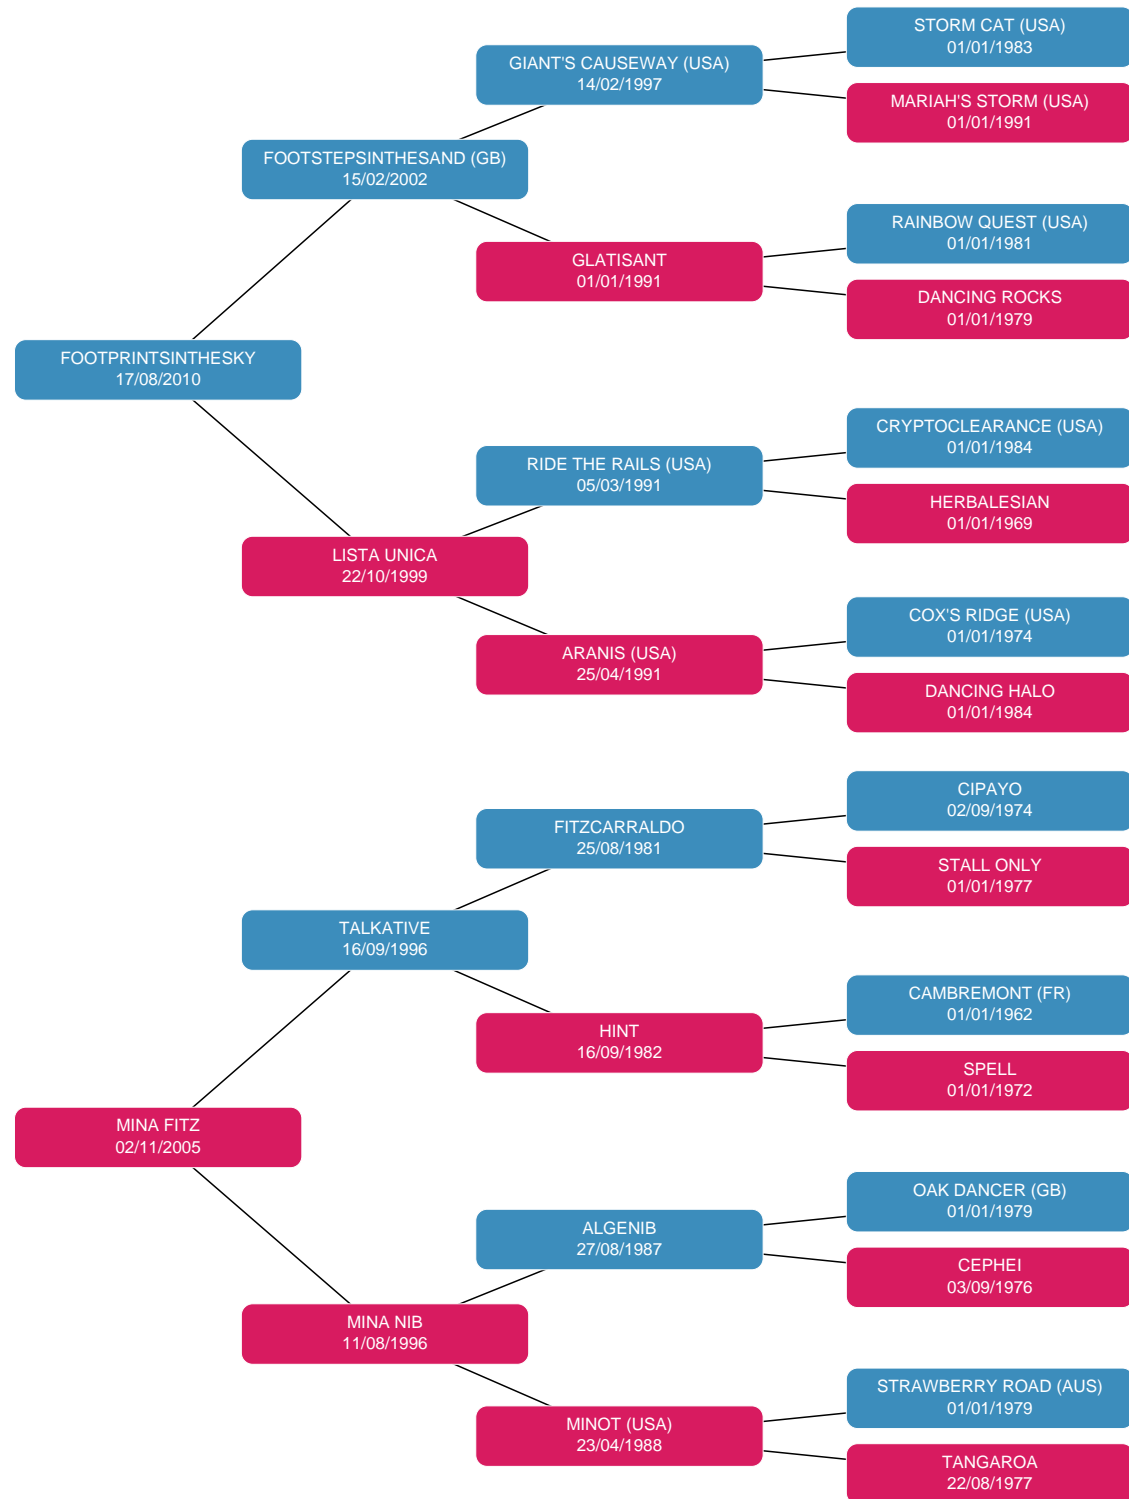 STORM CAT (USA)
01/01/1983
GIANT'S CAUSEWAY (USA)
14/02/1997
MARIAH'S STORM (USA)
01/01/1991
FOOTSTEPSINTHESAND (GB)
15/02/2002
RAINBOW QUEST (USA)
01/01/1981
GLATISANT
01/01/1991
DANCING ROCKS
01/01/1979
FOOTPRINTSINTHESKY
17/08/2010
CRYPTOCLEARANCE (USA)
01/01/1984
RIDE THE RAILS (USA)
05/03/1991
HERBALESIAN
01/01/1969
LISTA UNICA
22/10/1999
COX'S RIDGE (USA)
01/01/1974
ARANIS (USA)
25/04/1991
DANCING HALO
01/01/1984
CIPAYO
02/09/1974
FITZCARRALDO
25/08/1981
STALL ONLY
01/01/1977
TALKATIVE
16/09/1996
CAMBREMONT (FR)
01/01/1962
HINT
16/09/1982
SPELL
01/01/1972
MINA FITZ
02/11/2005
OAK DANCER (GB)
01/01/1979
ALGENIB
27/08/1987
CEPHEI
03/09/1976
MINA NIB
11/08/1996
STRAWBERRY ROAD (AUS)
01/01/1979
MINOT (USA)
23/04/1988
TANGAROA
22/08/1977